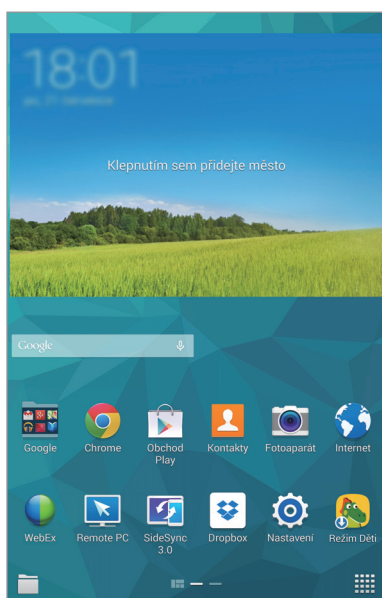 18:01
Klepnutím sem přidejte město
Google
Google
Chrome
Obchod
Play
Kontakty
Fotoaparát
Internet
WebEx
Remote PC
SideSync
3.0
Dropbox
Nastavení
Režim Děti